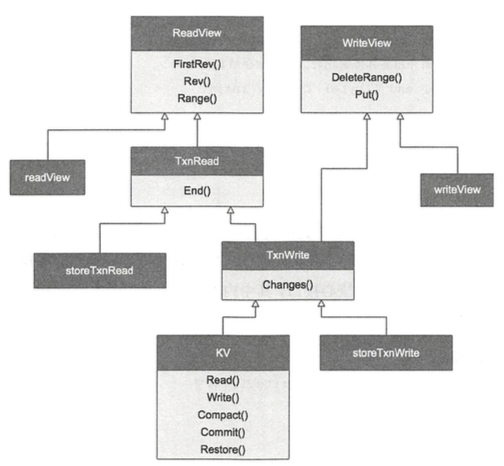 ReadView
FirstRev()
Rev()
Range()
WriteView
DeleteRange()
Put()
readView
TxnRead
End()
writeView
storeTxnRead
TxnWrite
Changes()
KV
Read()
Write()
Compact()
Commit()
Restore()
storeTxnWrite